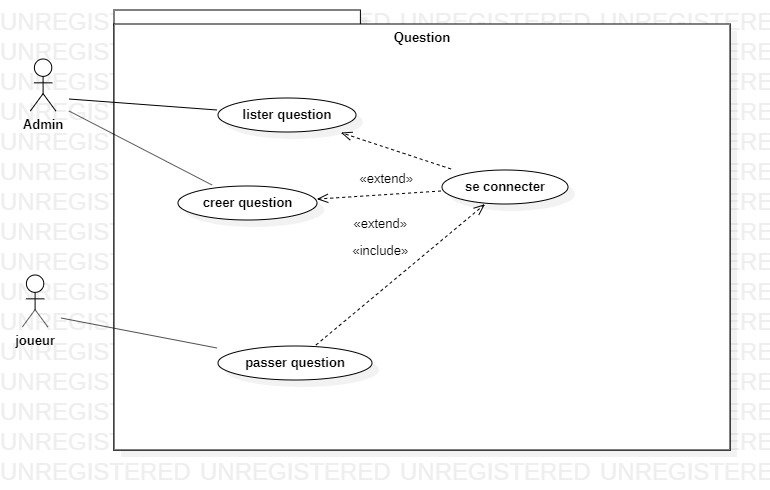 UNREGISTERED UNREGISTERED UNREGISTERED UNREGISTERED
Question
Admin
lister question
«extend»
se connecter
creer question
«extend»
«include»
joueur
passer question
UNREGISTERED UNREGISTERED UNREGISTERED UNREGISTERED